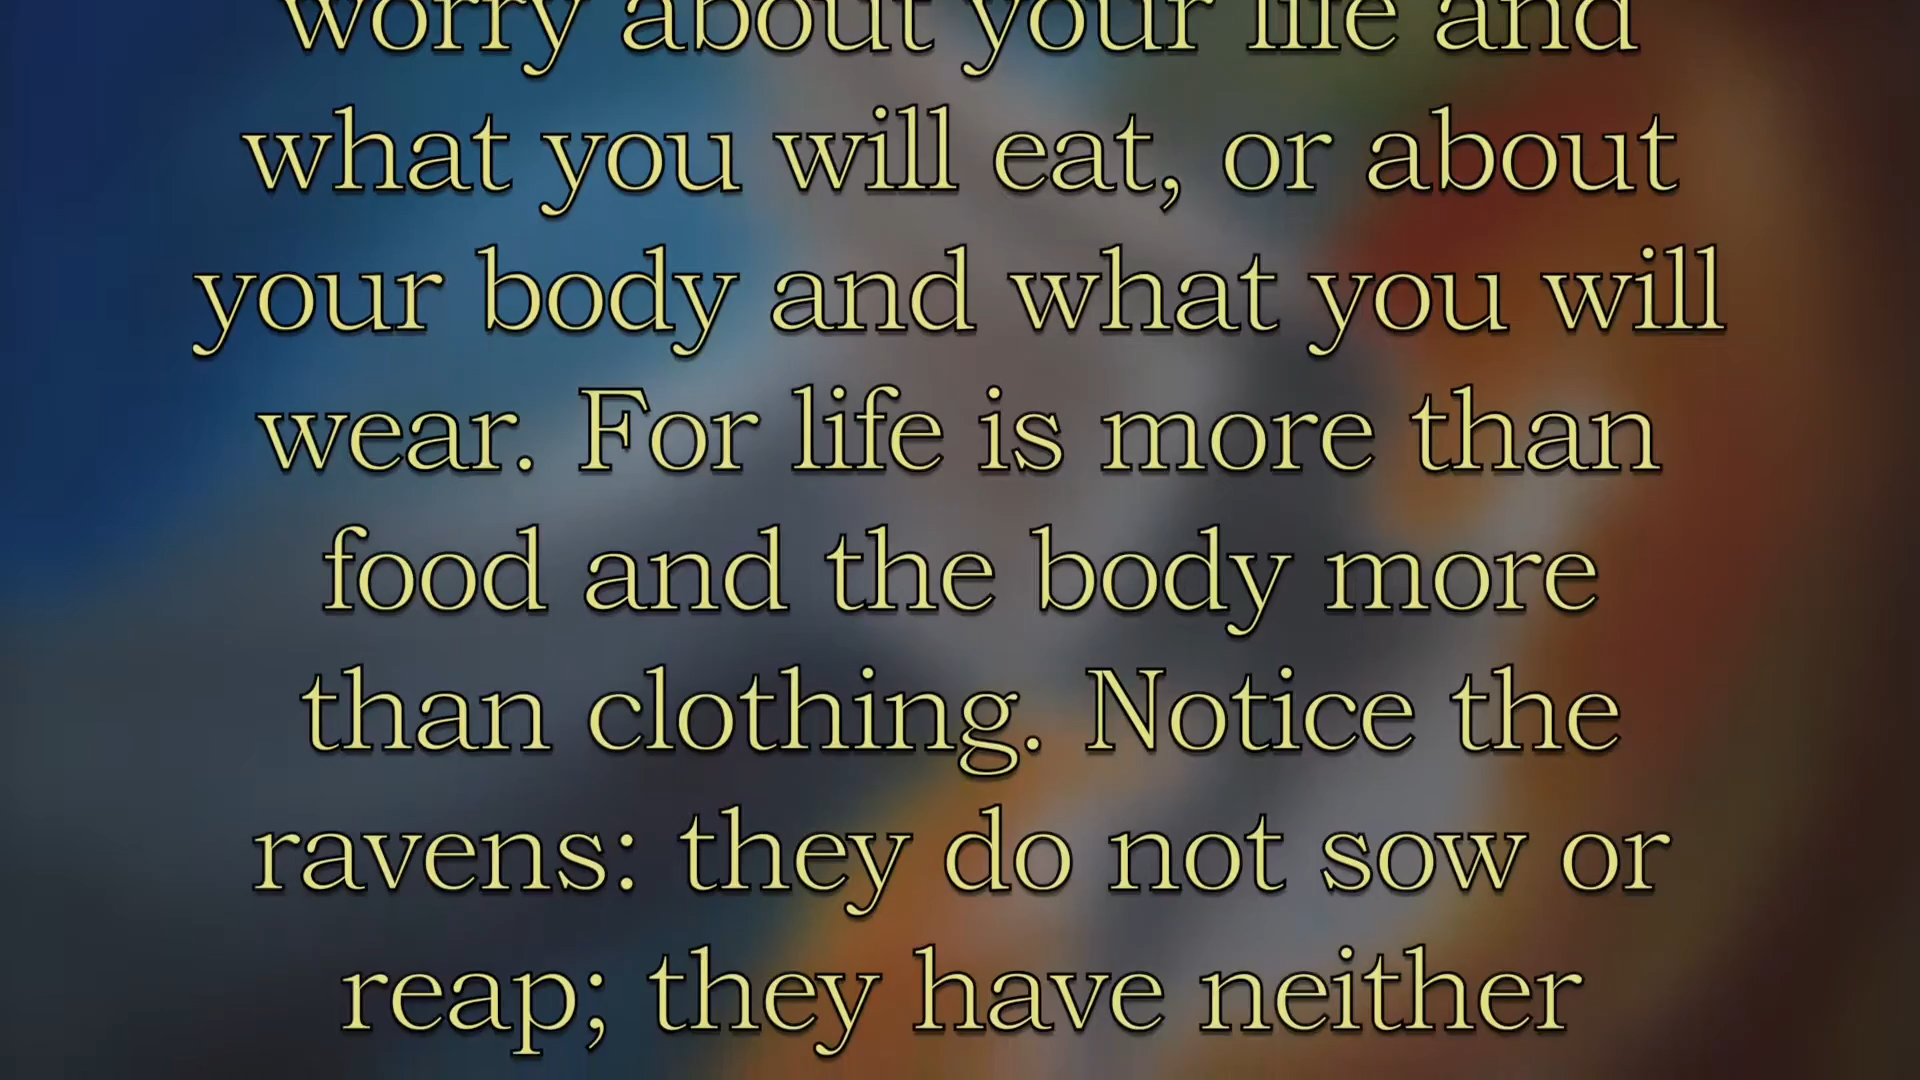 worry about your life and
what you will eat, or about
your body and what you will
wear. For life is more than
food and the body more
than clothing. Notice the
ravens: they do not sow or
reap; they have neither